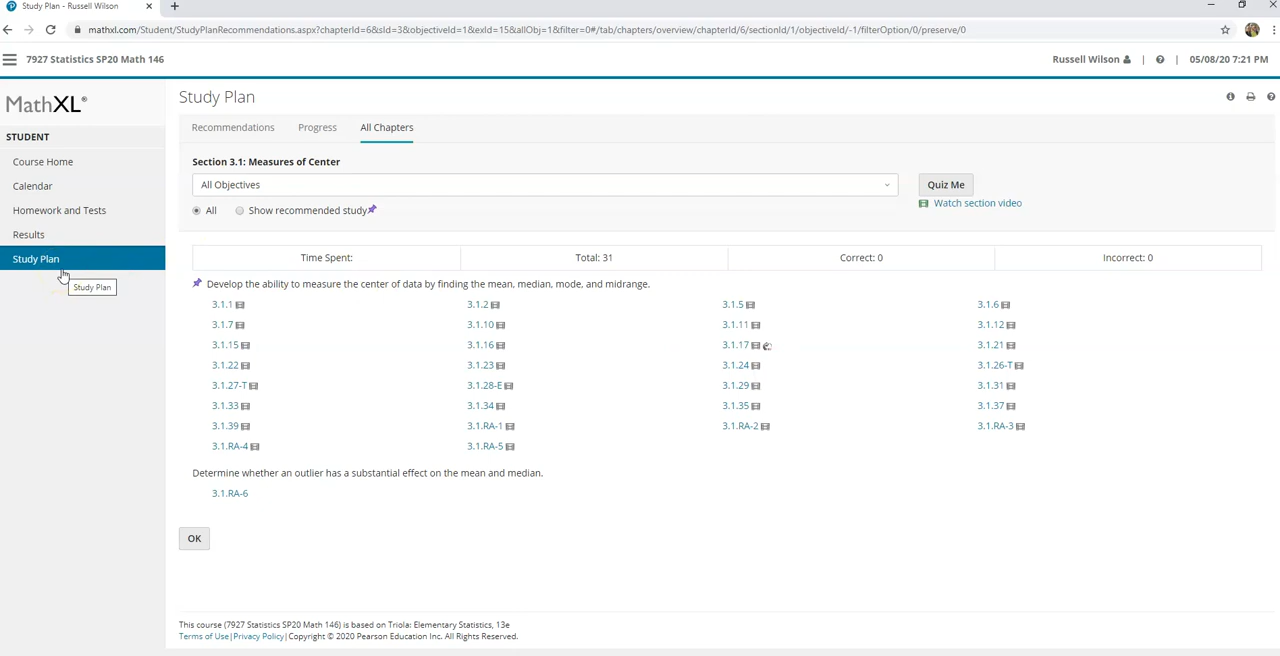 Study Plan - Russell Wilson
mathxl.com/Student/StudyPlanRecommendations.aspx?chapterId=6&sId=3&objectiveId=1&exId=15&allObj=1&filter=0#/tab/chapters/overview/chapterId/6/sectionId/1/objectiveId/-1/filterOption/0/preserve/0
7927 Statistics SP20 Math 146
Russell Wilson | ? | 05/08/20 7:21 PM
MathXL®
Study Plan
STUDENT
Course Home
Calendar
Homework and Tests
Results
Study Plan
Study Plan
Recommendations Progress All Chapters
Section 3.1: Measures of Center
All Objectives Quiz Me
All Show recommended study Watch section video
Time Spent: Total: 31 Correct: 0 Incorrect: 0
Develop the ability to measure the center of data by finding the mean, median, mode, and midrange.
3.1.1 3.1.2 3.1.5 3.1.6
3.1.7 3.1.10 3.1.11 3.1.12
3.1.15 3.1.16 3.1.17 3.1.21
3.1.22 3.1.23 3.1.24 3.1.26-T
3.1.27-T 3.1.28-E 3.1.29 3.1.31
3.1.33 3.1.34 3.1.35 3.1.37
3.1.39 3.1.RA-1 3.1.RA-2 3.1.RA-3
3.1.RA-4 3.1.RA-5
Determine whether an outlier has a substantial effect on the mean and median.
3.1.RA-6
OK
This course (7927 Statistics SP20 Math 146) is based on Triola: Elementary Statistics, 13e
Terms of Use|Privacy Policy|Copyright © 2020 Pearson Education Inc. All Rights Reserved.